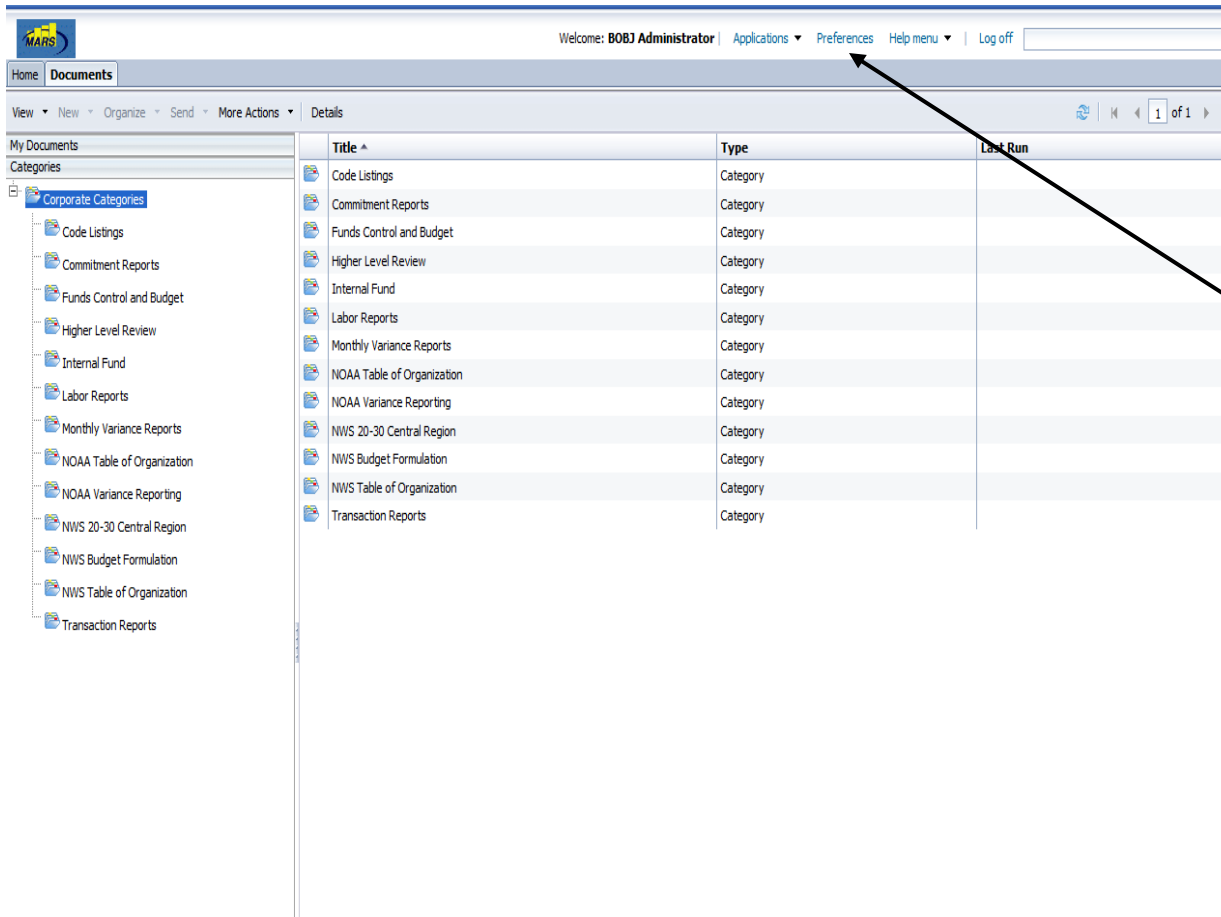 MARS
Welcome: BOBJ Administrator | Applications ▼ Preferences Help menu ▼ | Log off
Home Documents
View ▼ New ▼ Organize ▼ Send ▼ More Actions ▼ Details 1 of 1
My Documents
Categories
Title Type Last Run
Corporate Categories
Code Listings
Commitment Reports
Funds Control and Budget
Higher Level Review
Internal Fund
Labor Reports
Monthly Variance Reports
NOAA Table of Organization
NOAA Variance Reporting
NWS 20-30 Central Region
NWS Budget Formulation
NWS Table of Organization
Transaction Reports
Code Listings Category
Commitment Reports Category
Funds Control and Budget Category
Higher Level Review Category
Internal Fund Category
Labor Reports Category
Monthly Variance Reports Category
NOAA Table of Organization Category
NOAA Variance Reporting Category
NWS 20-30 Central Region Category
NWS Budget Formulation Category
NWS Table of Organization Category
Transaction Reports Category